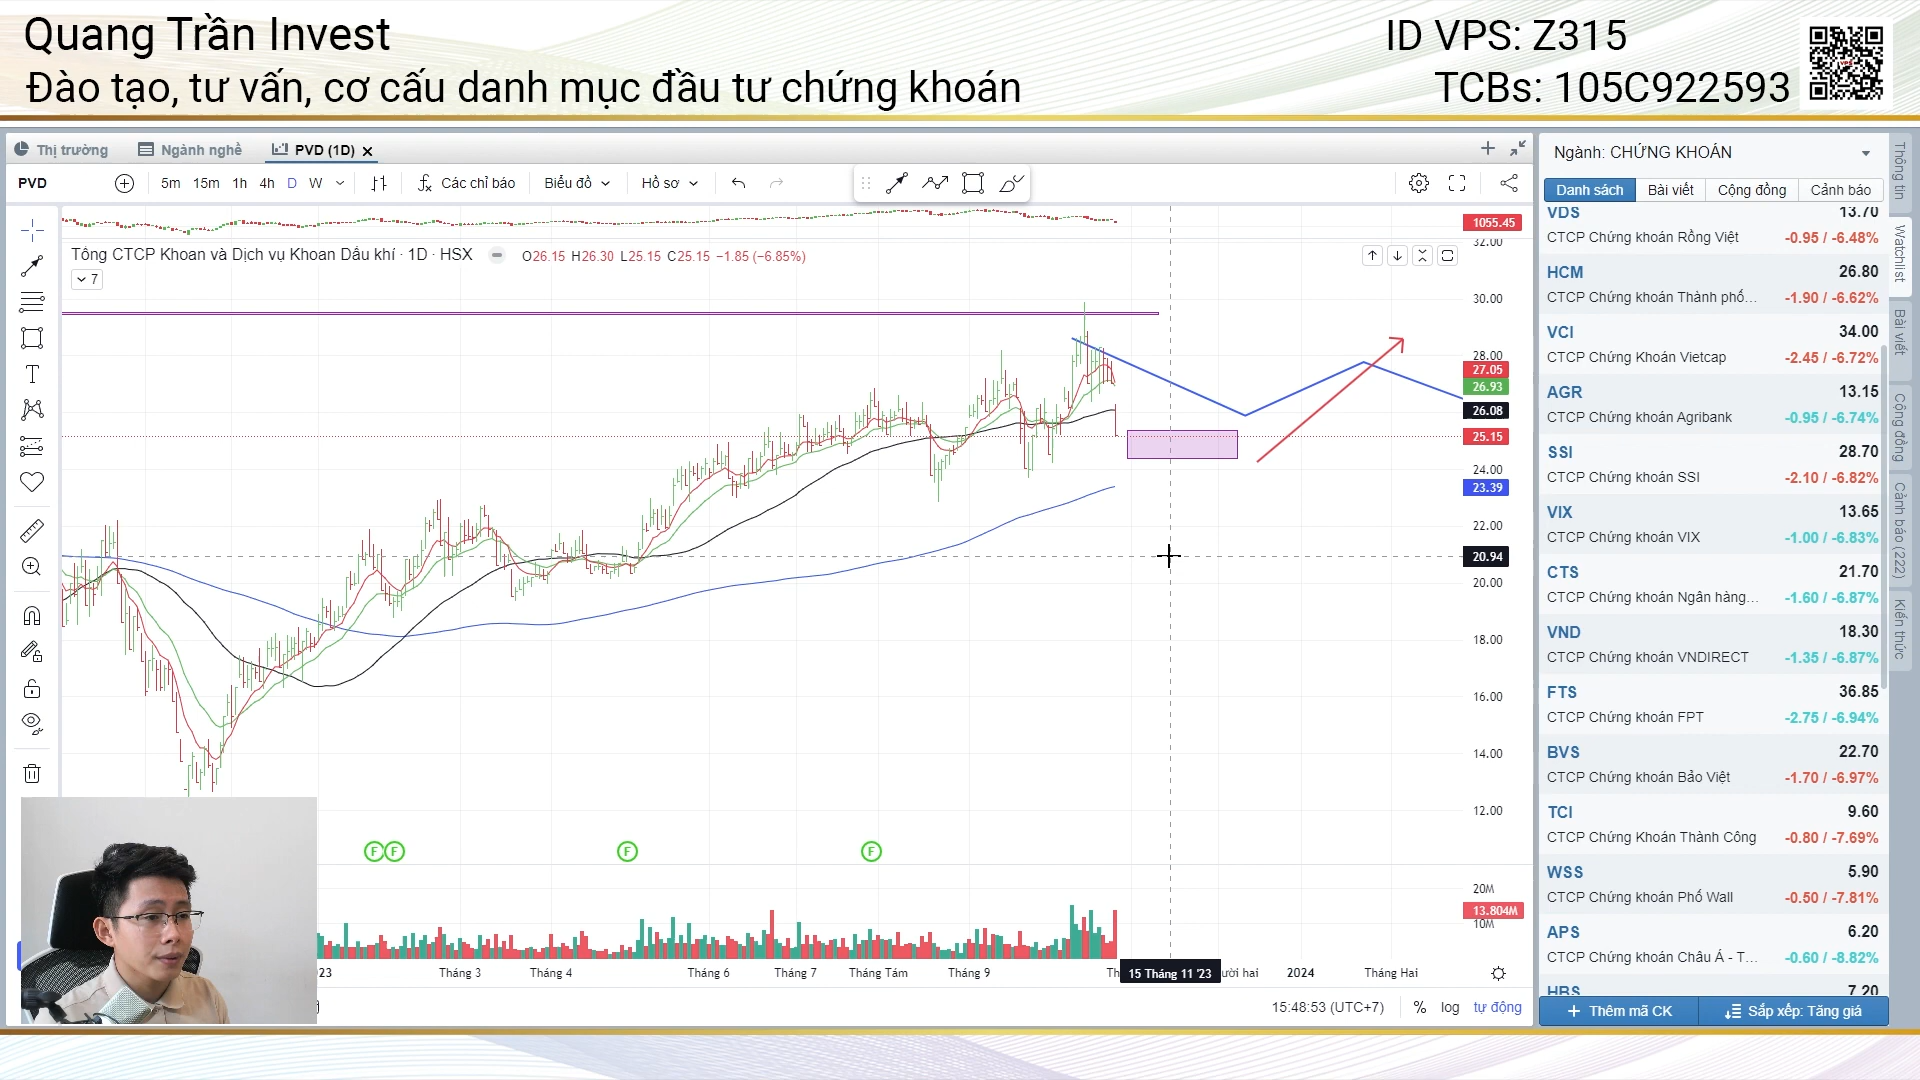 Quang Trần Invest
Đào tạo, tư vấn, cơ cấu danh mục đầu tư chứng khoán
ID VPS: Z315
TCBs: 105C922593
Thị trường
Ngành nghề
PVD (1D)
PVD
5m 15m 1h 4h D W
Các chỉ báo
Biểu đồ
Hồ sơ
Tổng CTCP Khoan và Dịch vụ Khoan Dầu khí · 1D · HSX
O26.15 H26.30 L25.15 C25.15 −1.85 (−6.85%)
7
1055.45
32.00
30.00
28.00
27.05
26.93
26.08
25.15
24.00
23.39
22.00
20.94
20.00
18.00
16.00
14.00
12.00
F F F F
20M
13.804M
10M
23 Tháng 3 Tháng 4 Tháng 6 Tháng 7 Tháng Tám Tháng 9 Th 15 Tháng 11 '23 ười hai 2024 Tháng Hai
15:48:53 (UTC+7) % log tự động
Ngành: CHỨNG KHOÁN
Danh sách Bài viết Cộng đồng Cảnh báo
VDS 13.70
CTCP Chứng khoán Rồng Việt -0.95 / -6.48%
HCM 26.80
CTCP Chứng khoán Thành phố... -1.90 / -6.62%
VCI 34.00
CTCP Chứng Khoán Vietcap -2.45 / -6.72%
AGR 13.15
CTCP Chứng khoán Agribank -0.95 / -6.74%
SSI 28.70
CTCP Chứng khoán SSI -2.10 / -6.82%
VIX 13.65
CTCP Chứng khoán VIX -1.00 / -6.83%
CTS 21.70
CTCP Chứng khoán Ngân hàng... -1.60 / -6.87%
VND 18.30
CTCP Chứng khoán VNDIRECT -1.35 / -6.87%
FTS 36.85
CTCP Chứng khoán FPT -2.75 / -6.94%
BVS 22.70
CTCP Chứng khoán Bảo Việt -1.70 / -6.97%
TCI 9.60
CTCP Chứng Khoán Thành Công -0.80 / -7.69%
WSS 5.90
CTCP Chứng khoán Phố Wall -0.50 / -7.81%
APS 6.20
CTCP Chứng khoán Châu Á - T... -0.60 / -8.82%
HBS 7.20
Thêm mã CK
Sắp xếp: Tăng giá
Thông tin
Watchlist
Bài viết
Cộng đồng
Cảnh báo (222)
Kiến thức